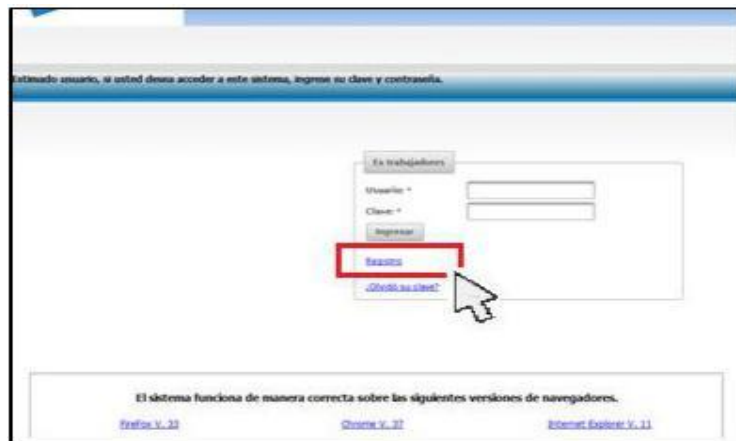 Estimado usuario, si usted desea acceder a este sistema, ingrese su clave y contraseña.
Ex trabajadores
Usuario: *
Clave: *
Ingresar
Registro
¿Olvidó su clave?
El sistema funciona de manera correcta sobre las siguientes versiones de navegadores.
Firefox V. 33 Chrome V. 37 Internet Explorer V. 11